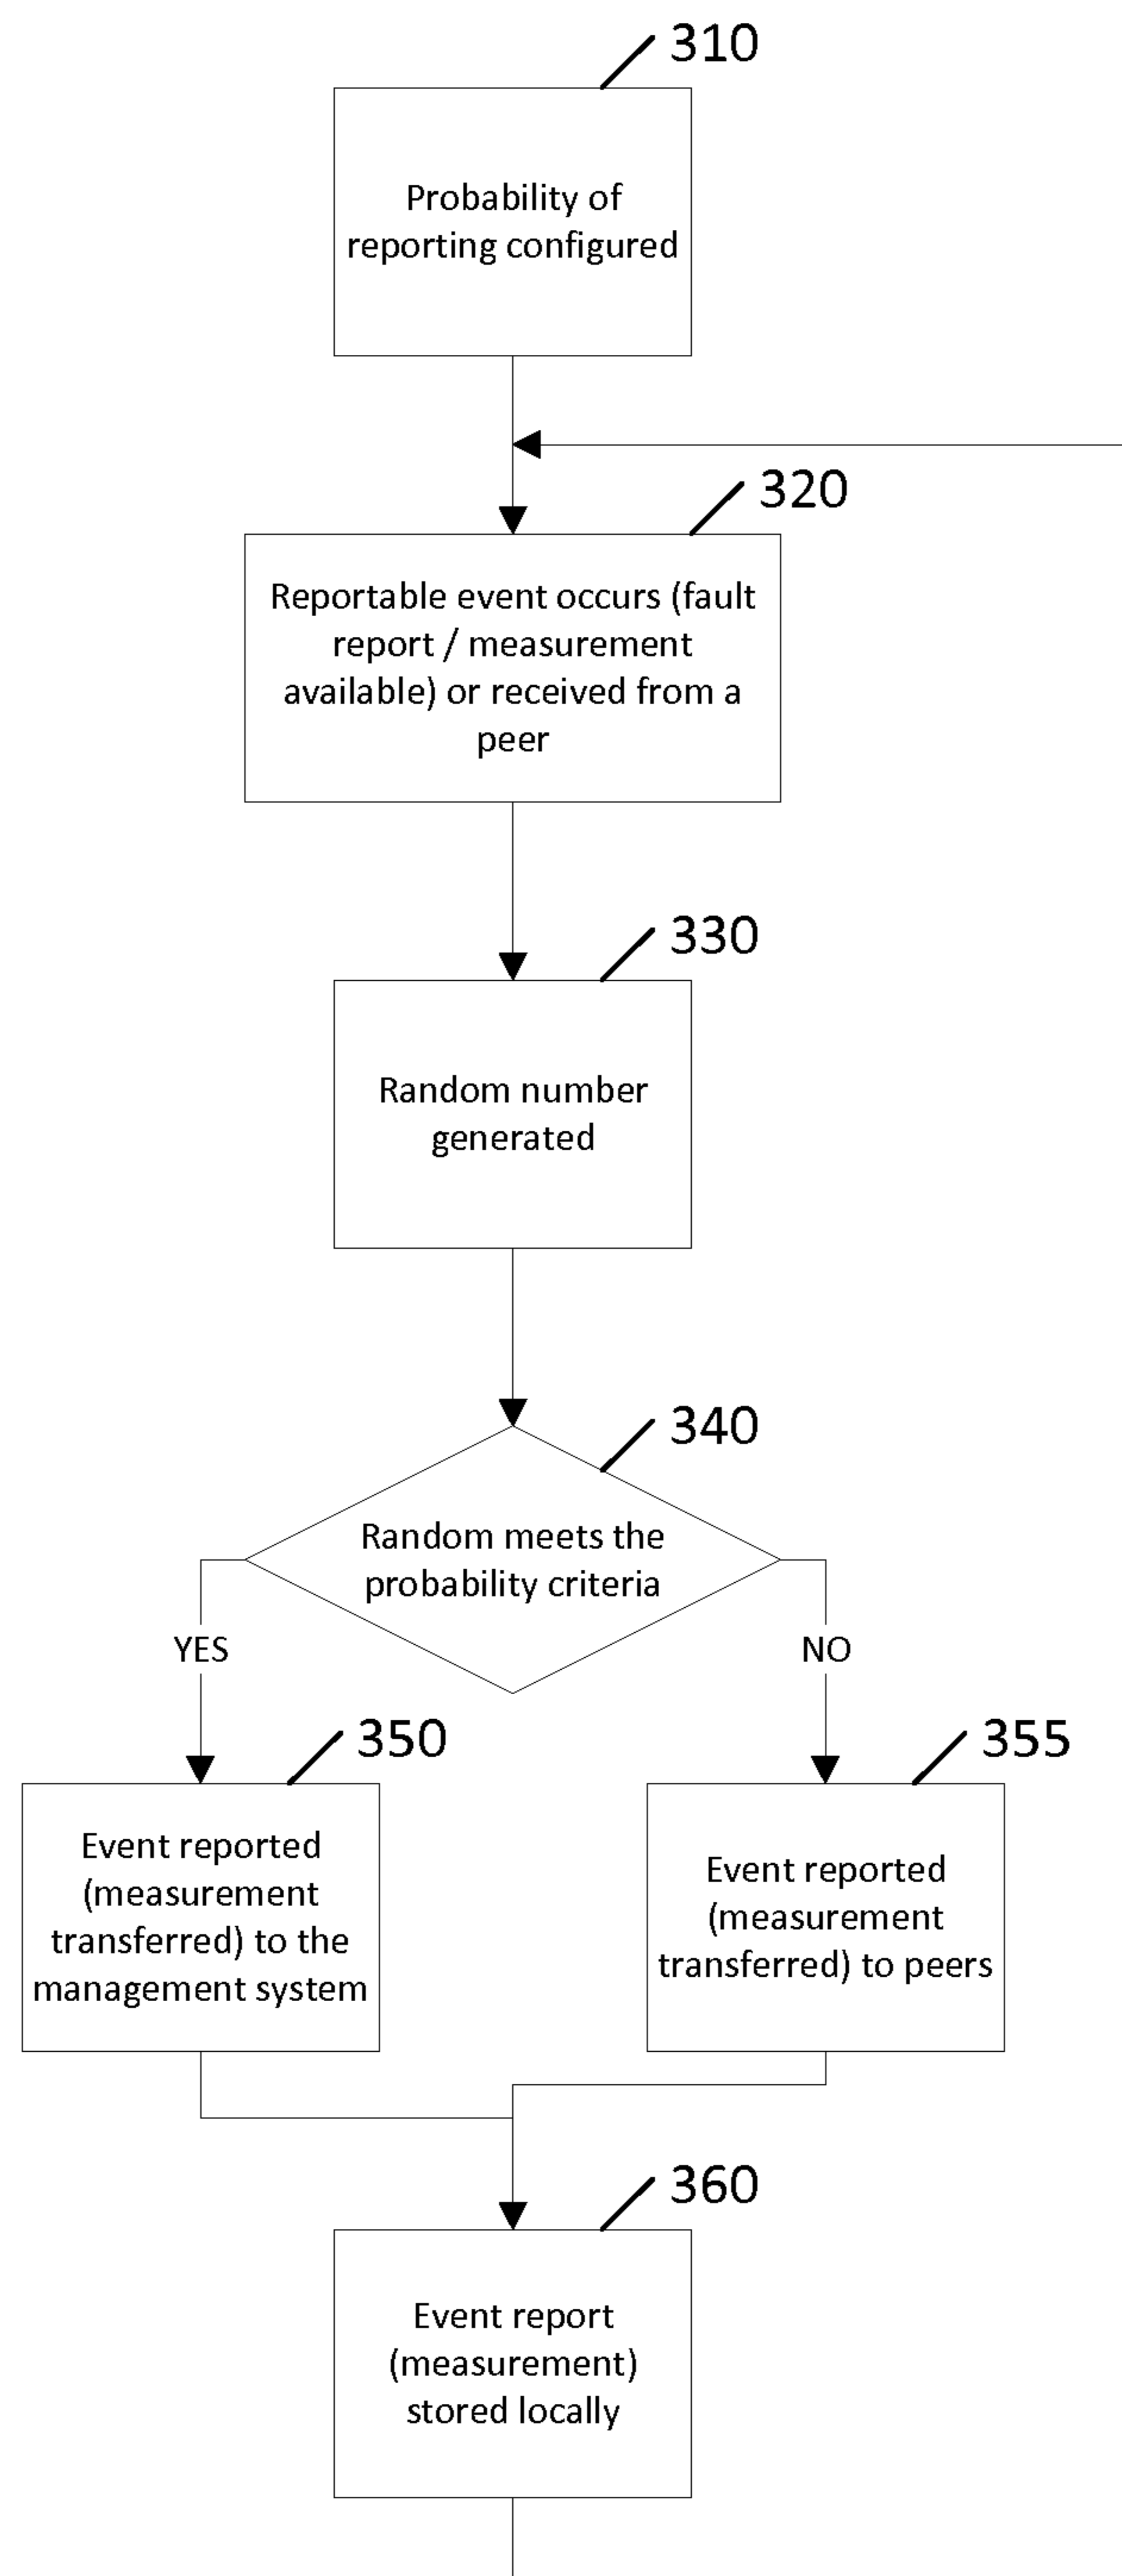 310
Probability of
reporting configured
320
Reportable event occurs (fault
report / measurement
available) or received from a
peer
330
Random number
generated
340
Random meets the
probability criteria
YES
NO
350
355
Event reported
(measurement
transferred) to the
management system
Event reported
(measurement
transferred) to peers
360
Event report
(measurement)
stored locally